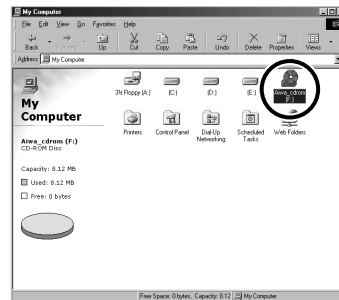 My Computer
File Edit View Go Favorites Help
Back Forward Up Cut Copy Paste Undo Delete Properties Views
Address My Computer
My Computer
Aiwa_cdrom (F:)
CD-ROM Disc
Capacity: 8.12 MB
Used: 8.12 MB
Free: 0 bytes
3½ Floppy (A:) (C:) (D:) (E:) Aiwa_cdrom (F:)
Printers Control Panel Dial-Up Networking Scheduled Tasks Web Folders
Free Space: 0 bytes, Capacity: 8.12 My Computer